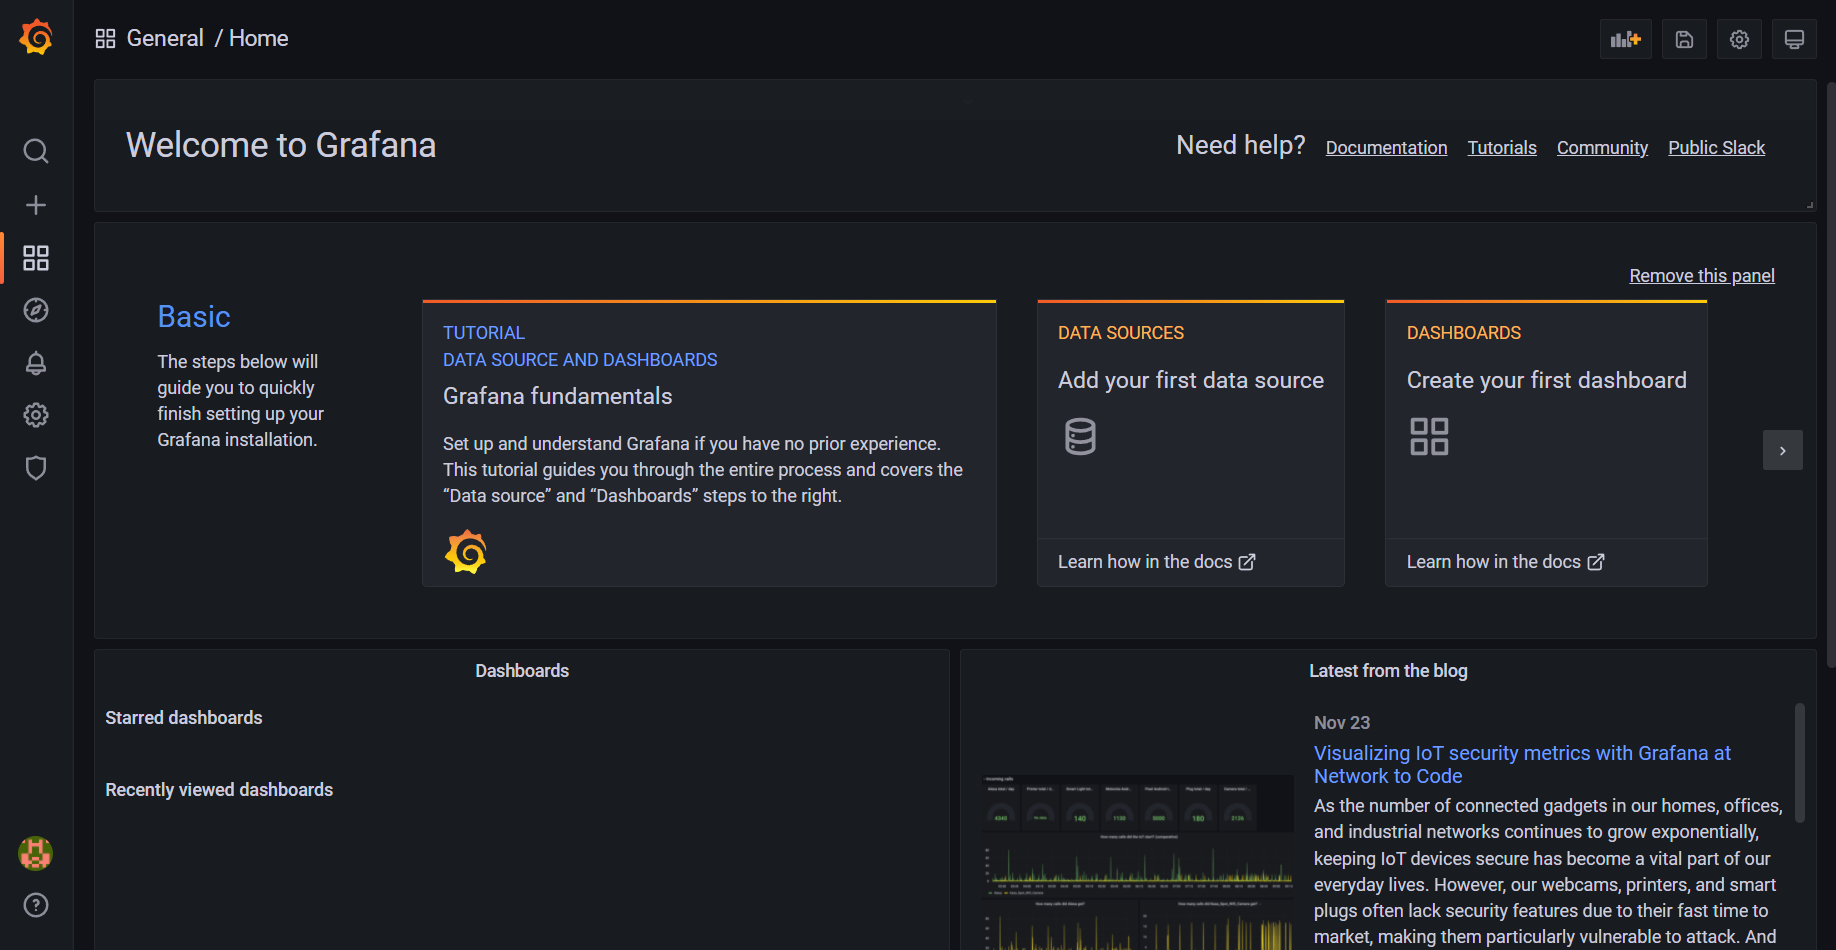 General / Home
Welcome to Grafana
Need help? Documentation Tutorials Community Public Slack
Remove this panel
Basic
The steps below will
guide you to quickly
finish setting up your
Grafana installation.
TUTORIAL
DATA SOURCE AND DASHBOARDS
Grafana fundamentals
Set up and understand Grafana if you have no prior experience.
This tutorial guides you through the entire process and covers the
“Data source” and “Dashboards” steps to the right.
DATA SOURCES
Add your first data source
Learn how in the docs
DASHBOARDS
Create your first dashboard
Learn how in the docs
Dashboards
Starred dashboards
Recently viewed dashboards
Latest from the blog
Nov 23
Visualizing IoT security metrics with Grafana at
Network to Code
As the number of connected gadgets in our homes, offices,
and industrial networks continues to grow exponentially,
keeping IoT devices secure has become a vital part of our
everyday lives. However, our webcams, printers, and smart
plugs often lack security features due to their fast time to
market, making them particularly vulnerable to attack. And
Incoming calls
4340
140
1100
5000
180
3126